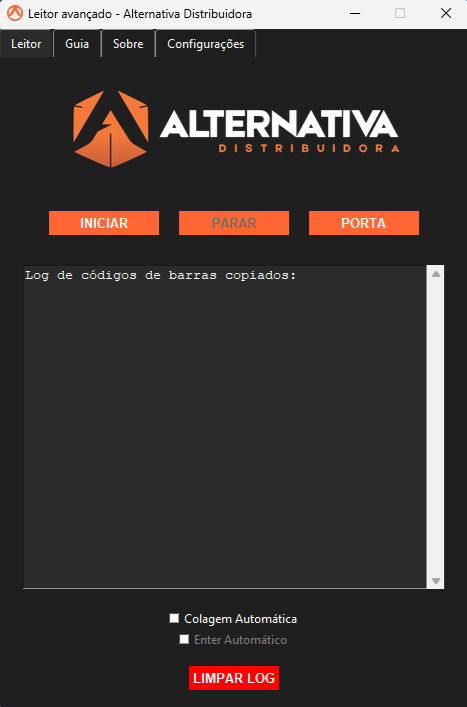 Leitor avançado - Alternativa Distribuidora
Leitor Guia Sobre Configurações
ALTERNATIVA
DISTRIBUIDORA
INICIAR PARAR PORTA
Log de códigos de barras copiados:
Colagem Automática
Enter Automático
LIMPAR LOG